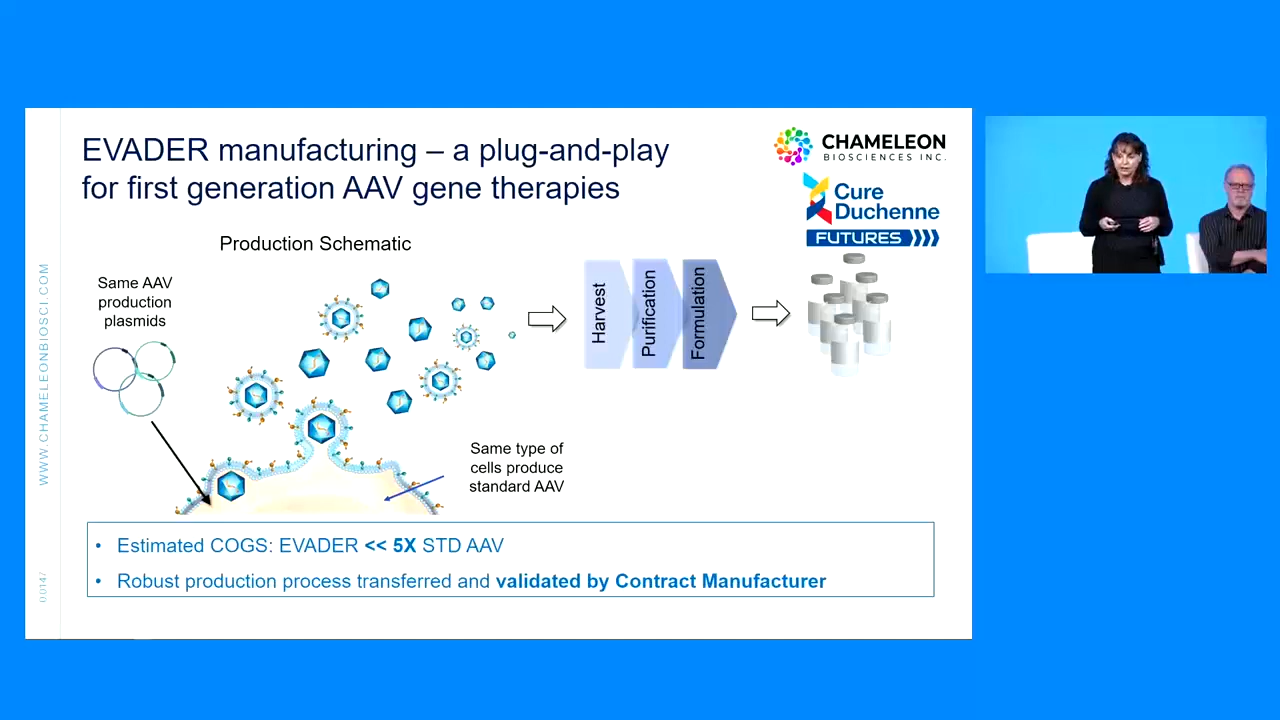 EVADER manufacturing – a plug-and-play
for first generation AAV gene therapies
CHAMELEON
BIOSCIENCES INC.
Cure
Duchenne
FUTURES
Production Schematic
Same AAV
production
plasmids
Harvest
Purification
Formulation
Same type of
cells produce
standard AAV
• Estimated COGS: EVADER << 5X STD AAV
• Robust production process transferred and validated by Contract Manufacturer
WWW.CHAMELEONBIOSCI.COM